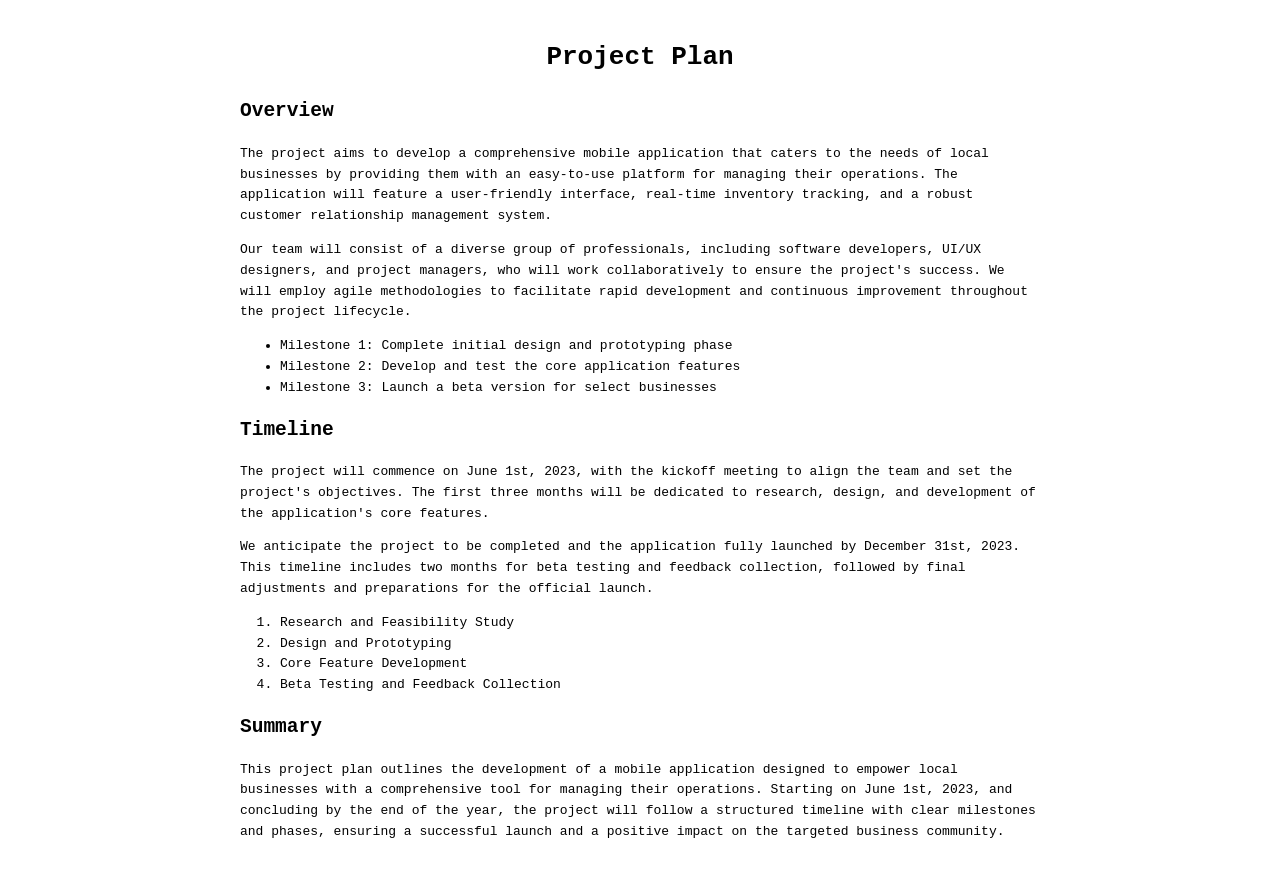 Project Plan
Overview
The project aims to develop a comprehensive mobile application that caters to the needs of local
businesses by providing them with an easy-to-use platform for managing their operations. The
application will feature a user-friendly interface, real-time inventory tracking, and a robust
customer relationship management system.
Our team will consist of a diverse group of professionals, including software developers, UI/UX
designers, and project managers, who will work collaboratively to ensure the project's success. We
will employ agile methodologies to facilitate rapid development and continuous improvement throughout
the project lifecycle.
• Milestone 1: Complete initial design and prototyping phase
• Milestone 2: Develop and test the core application features
• Milestone 3: Launch a beta version for select businesses
Timeline
The project will commence on June 1st, 2023, with the kickoff meeting to align the team and set the
project's objectives. The first three months will be dedicated to research, design, and development of
the application's core features.
We anticipate the project to be completed and the application fully launched by December 31st, 2023.
This timeline includes two months for beta testing and feedback collection, followed by final
adjustments and preparations for the official launch.
1. Research and Feasibility Study
2. Design and Prototyping
3. Core Feature Development
4. Beta Testing and Feedback Collection
Summary
This project plan outlines the development of a mobile application designed to empower local
businesses with a comprehensive tool for managing their operations. Starting on June 1st, 2023, and
concluding by the end of the year, the project will follow a structured timeline with clear milestones
and phases, ensuring a successful launch and a positive impact on the targeted business community.